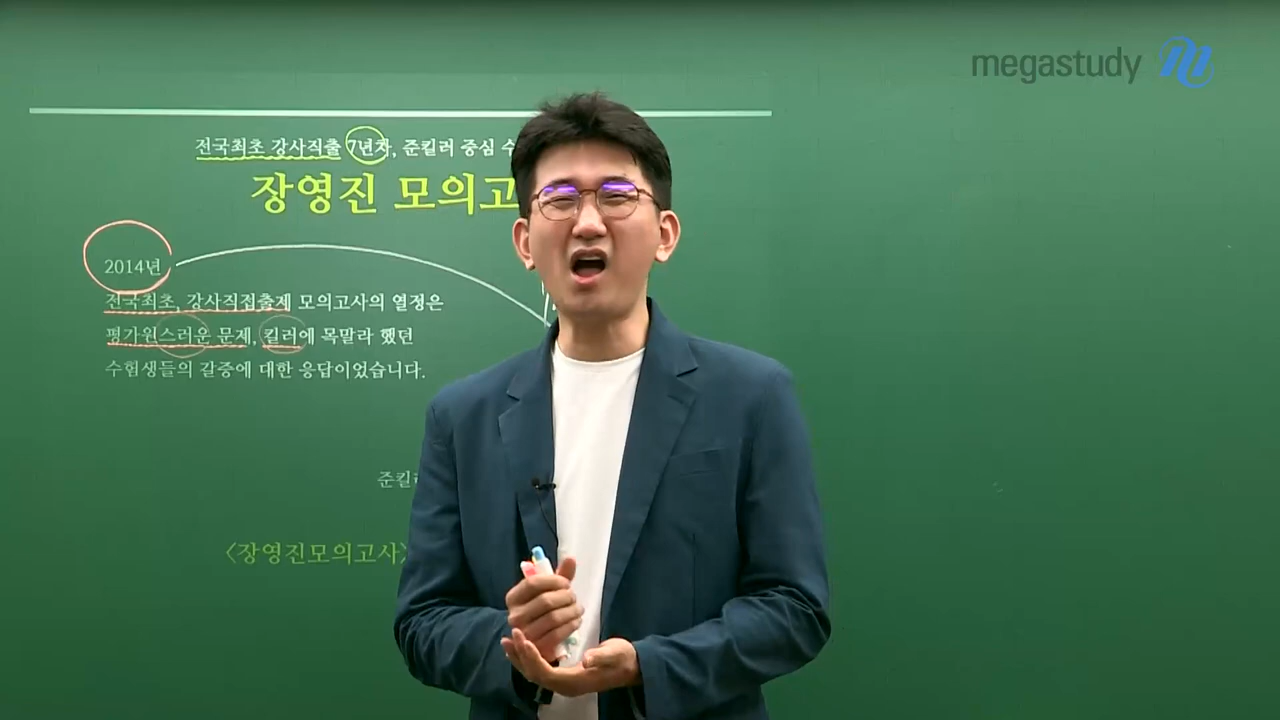 megastudy
전국최초 강사직출 7년차, 준킬러 중심
장영진 모의고
2014년
전국최초, 강사직접출제 모의고사의 열정은
평가원스러운 문제, 킬러에 목말라 했던
수험생들의 갈증에 대한 응답이었습니다.
준킬
〈장영진모의고사〉